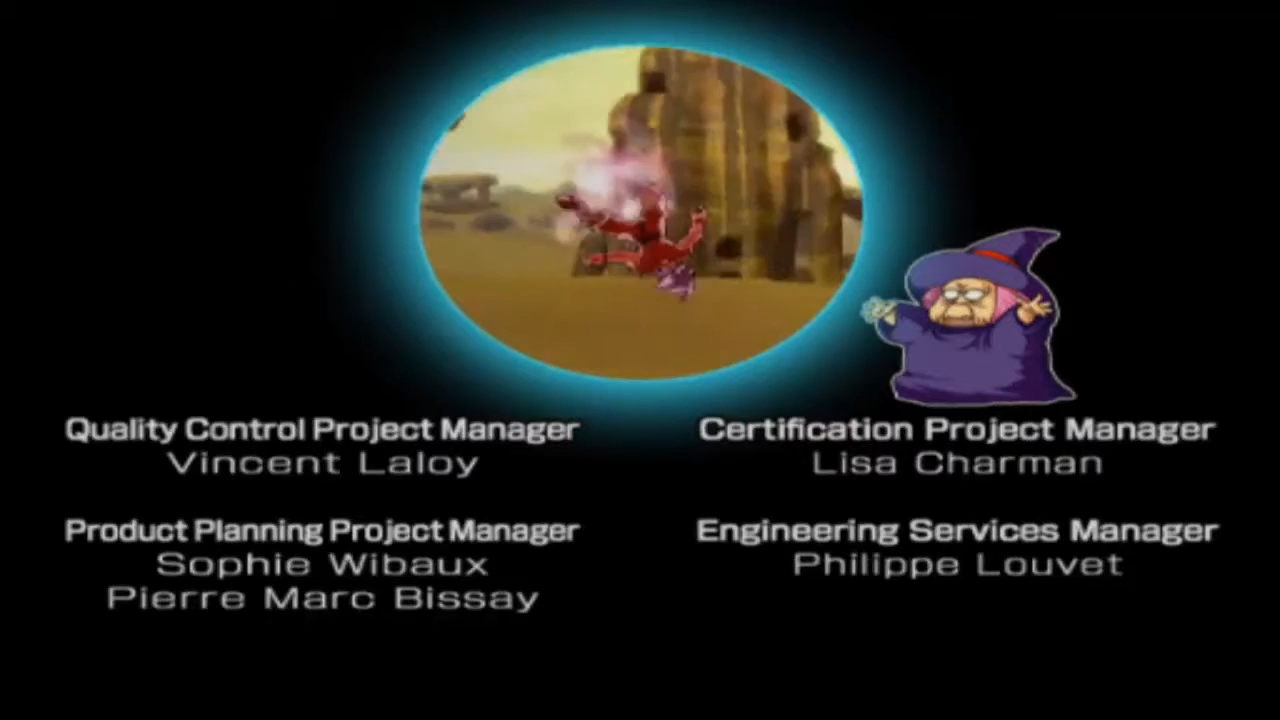 Quality Control Project Manager
Vincent Laloy
Product Planning Project Manager
Sophie Wibaux
Pierre Marc Bissay
Certification Project Manager
Lisa Charman
Engineering Services Manager
Philippe Louvet